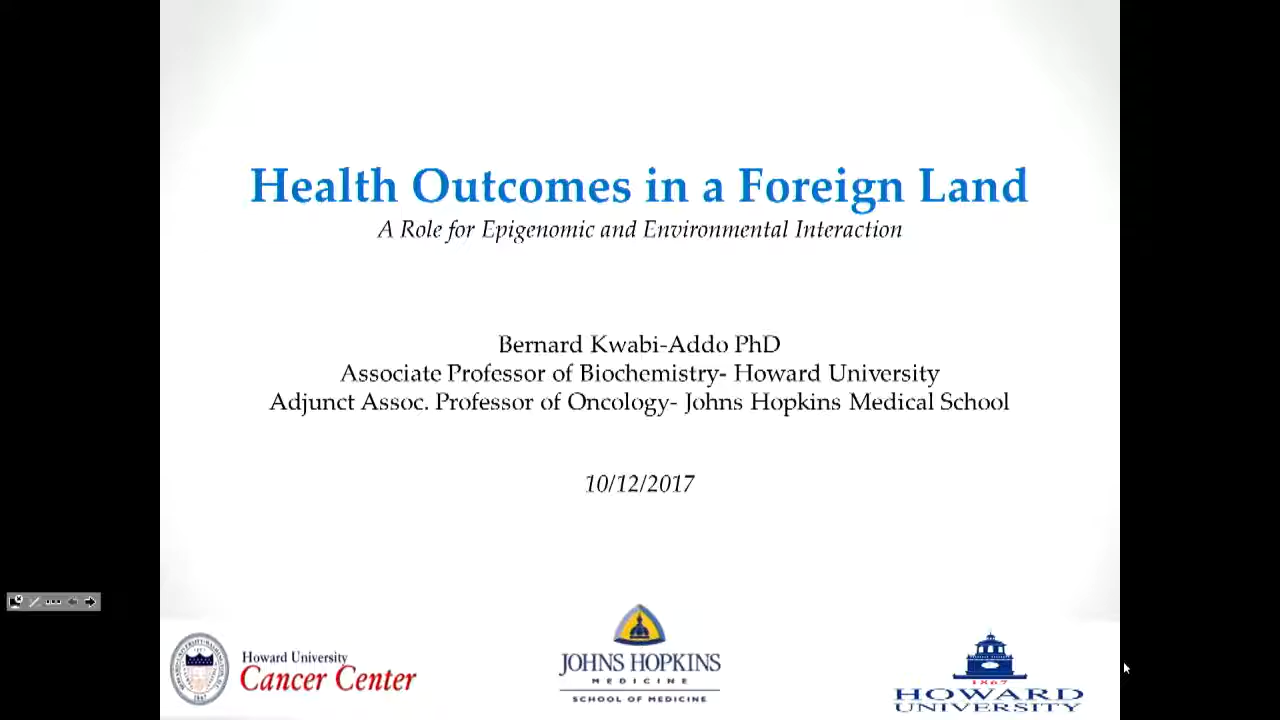 Health Outcomes in a Foreign Land
A Role for Epigenomic and Environmental Interaction
Bernard Kwabi-Addo PhD
Associate Professor of Biochemistry- Howard University
Adjunct Assoc. Professor of Oncology- Johns Hopkins Medical School
10/12/2017
Howard University
Cancer Center
JOHNS HOPKINS
MEDICINE
SCHOOL OF MEDICINE
1867
HOWARD
UNIVERSITY